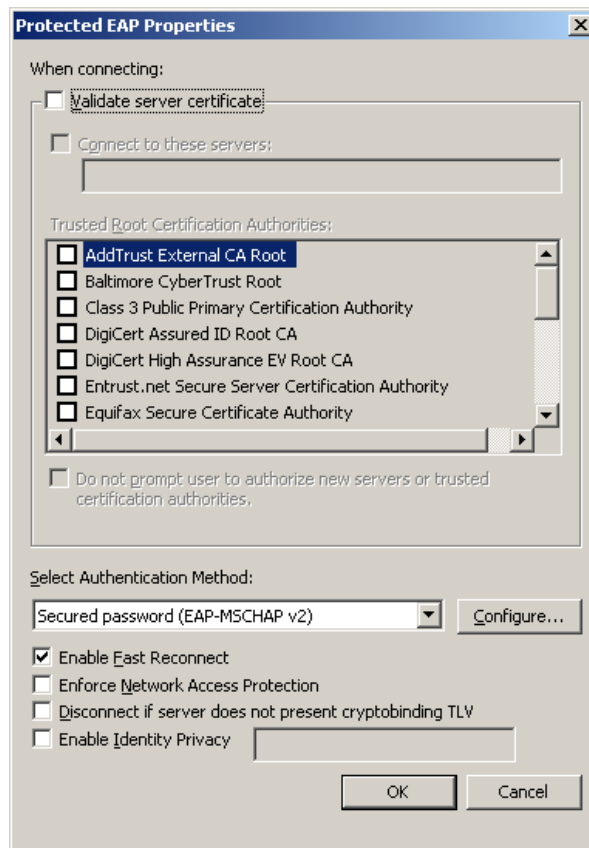 Protected EAP Properties
When connecting:
Validate server certificate
Connect to these servers:
Trusted Root Certification Authorities:
AddTrust External CA Root
Baltimore CyberTrust Root
Class 3 Public Primary Certification Authority
DigiCert Assured ID Root CA
DigiCert High Assurance EV Root CA
Entrust.net Secure Server Certification Authority
Equifax Secure Certificate Authority
Do not prompt user to authorize new servers or trusted
certification authorities.
Select Authentication Method:
Secured password (EAP-MSCHAP v2)
Configure...
Enable Fast Reconnect
Enforce Network Access Protection
Disconnect if server does not present cryptobinding TLV
Enable Identity Privacy
OK Cancel